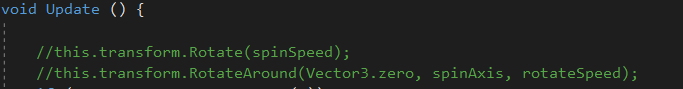 void Update () {
//this.transform.Rotate(spinSpeed);
//this.transform.RotateAround(Vector3.zero, spinAxis, rotateSpeed);